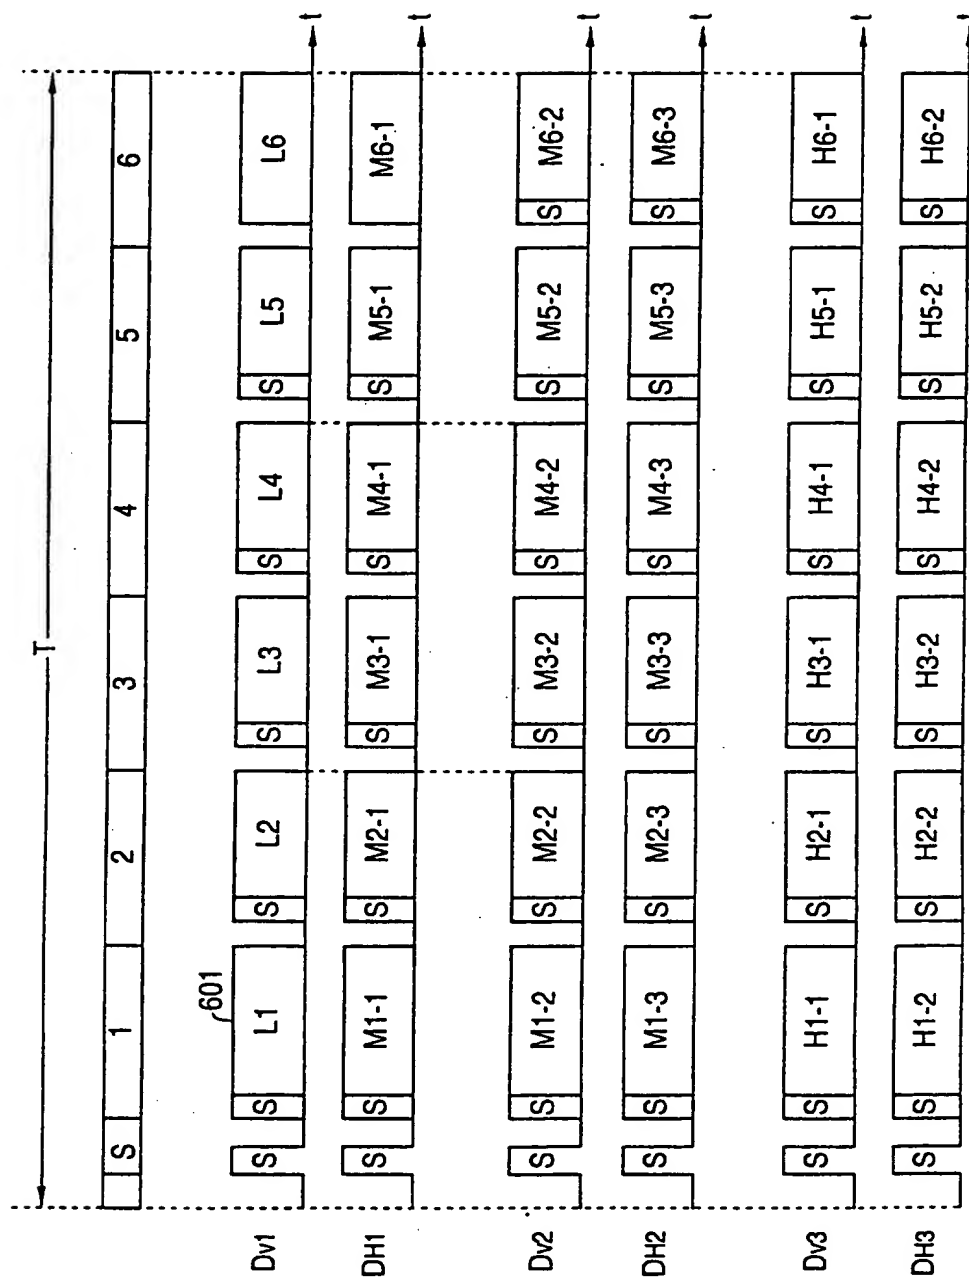 T
S 1 2 3 4 5 6
601
Dv1 S S L1 S L2 S L3 S L4 S L5 L6 t
DH1 S S M1-1 S M2-1 S M3-1 S M4-1 S M5-1 M6-1 t
Dv2 S S M1-2 S M2-2 S M3-2 S M4-2 S M5-2 S M6-2 t
DH2 S S M1-3 S M2-3 S M3-3 S M4-3 S M5-3 S M6-3 t
Dv3 S S H1-1 S H2-1 S H3-1 S H4-1 S H5-1 S H6-1 t
DH3 S S H1-2 S H2-2 S H3-2 S H4-2 S H5-2 S H6-2 t